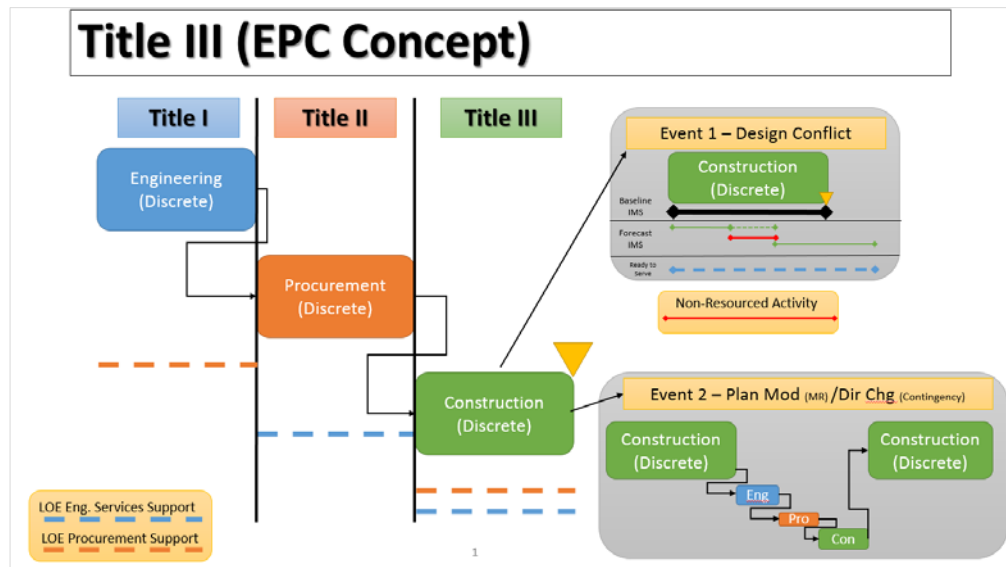 Title III (EPC Concept)
Title I
Title II
Title III
Engineering
(Discrete)
Procurement
(Discrete)
Construction
(Discrete)
LOE Eng. Services Support
LOE Procurement Support
Event 1 – Design Conflict
Construction
(Discrete)
Baseline
IMS
Forecast
IMS
Ready to
Serve
Non-Resourced Activity
Event 2 – Plan Mod (MR) /Dir Chg (Contingency)
Construction
(Discrete)
Construction
(Discrete)
Eng
Pro
Con
1